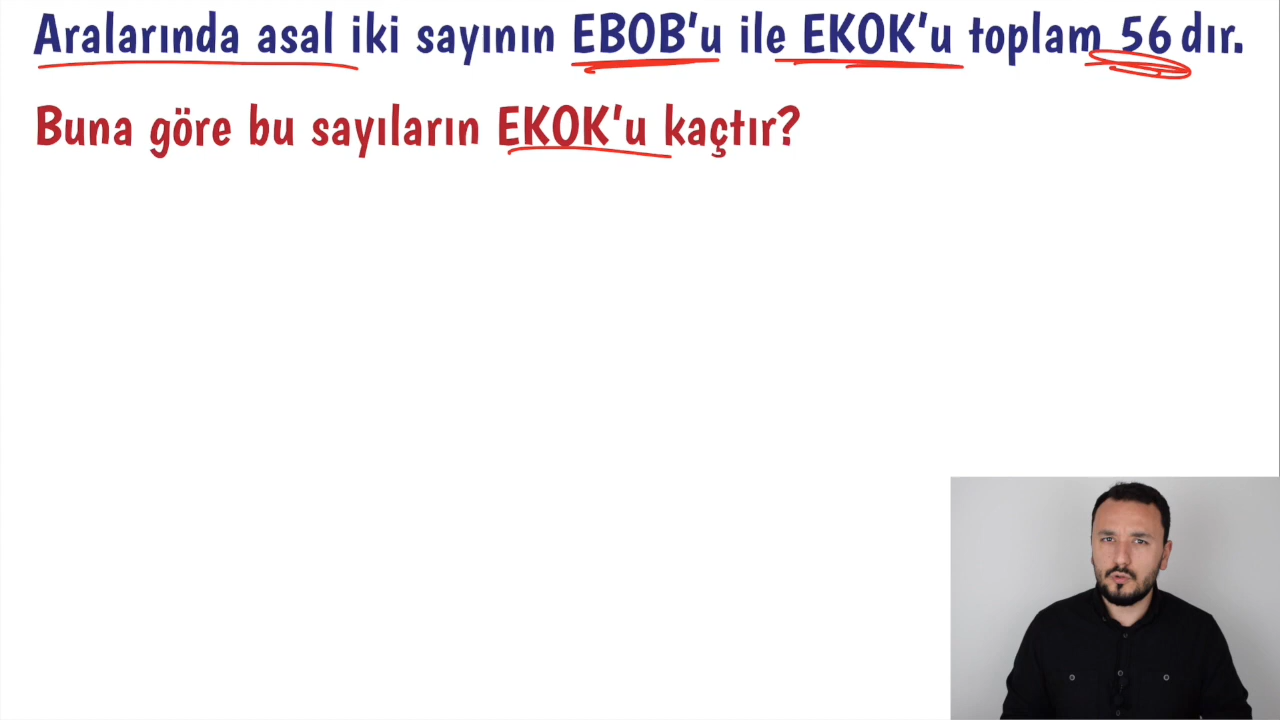 Aralarında asal iki sayının EBOB'u ile EKOK'u toplam 56 dır.
Buna göre bu sayıların EKOK'u kaçtır?